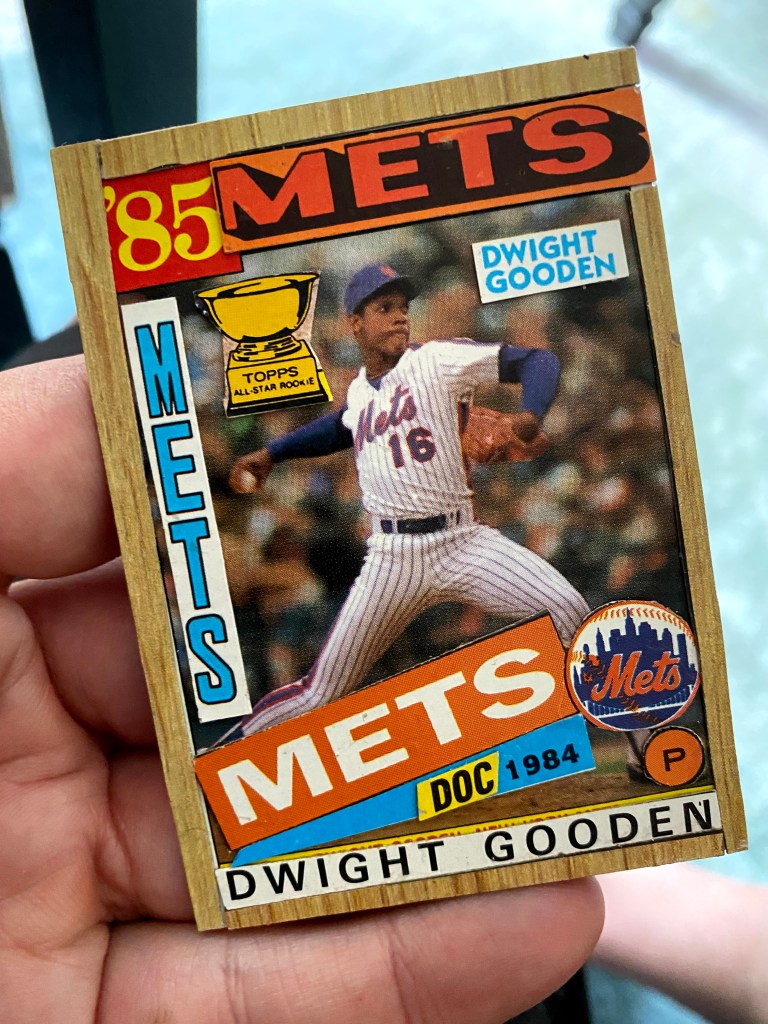 '85 METS
DWIGHT
GOODEN
METS
TOPPS
ALL-STAR ROOKIE
Mets
16
Mets
METS
DOC 1984
P
DWIGHT GOODEN